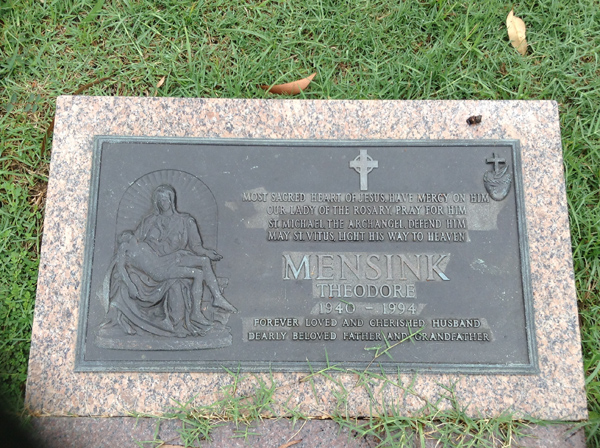 MOST SACRED HEART OF JESUS, HAVE MERCY ON HIM
OUR LADY OF THE ROSARY, PRAY FOR HIM
ST. MICHAEL THE ARCHANGEL, DEFEND HIM
MAY ST. VITUS, LIGHT HIS WAY TO HEAVEN
MENSINK
THEODORE
1940 - 1994
FOREVER LOVED AND CHERISHED HUSBAND
DEARLY BELOVED FATHER AND GRANDFATHER